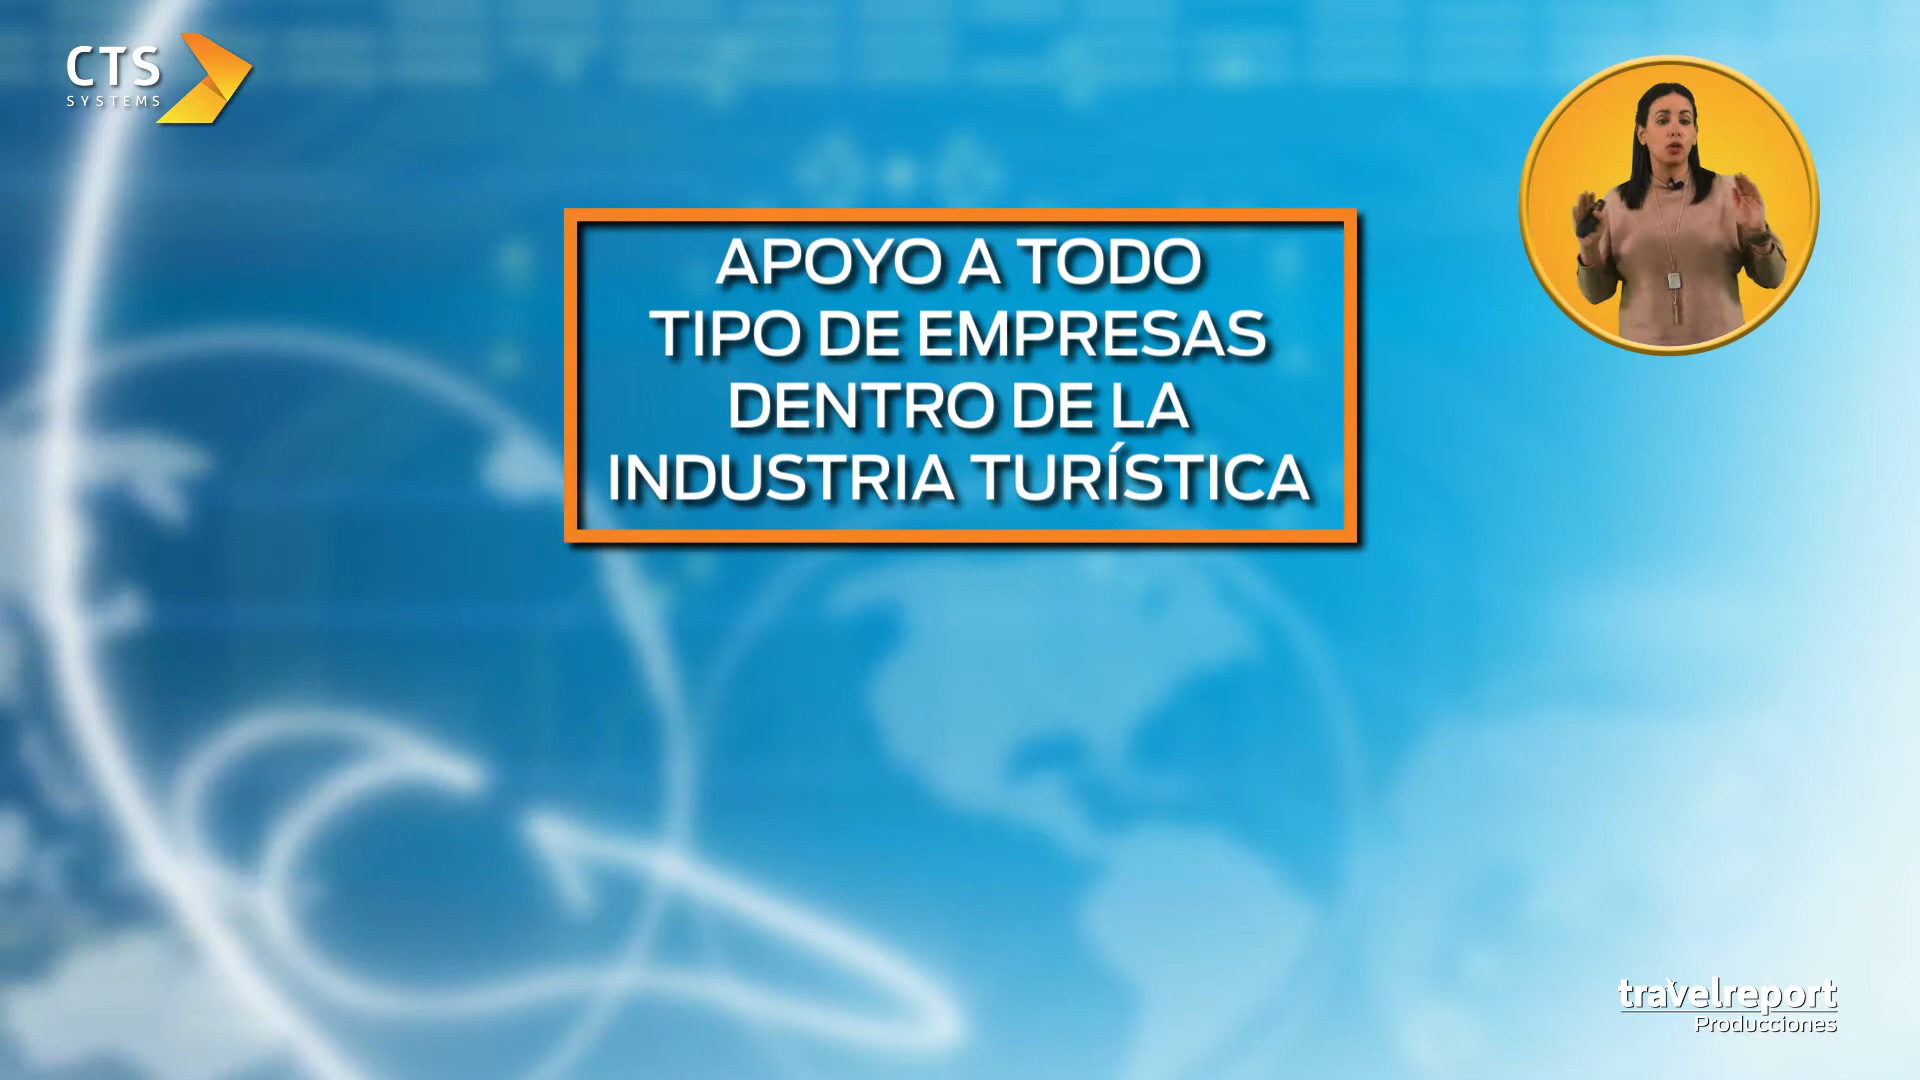 CTS
SYSTEMS
APOYO A TODO
TIPO DE EMPRESAS
DENTRO DE LA
INDUSTRIA TURÍSTICA
travelreport
Producciones